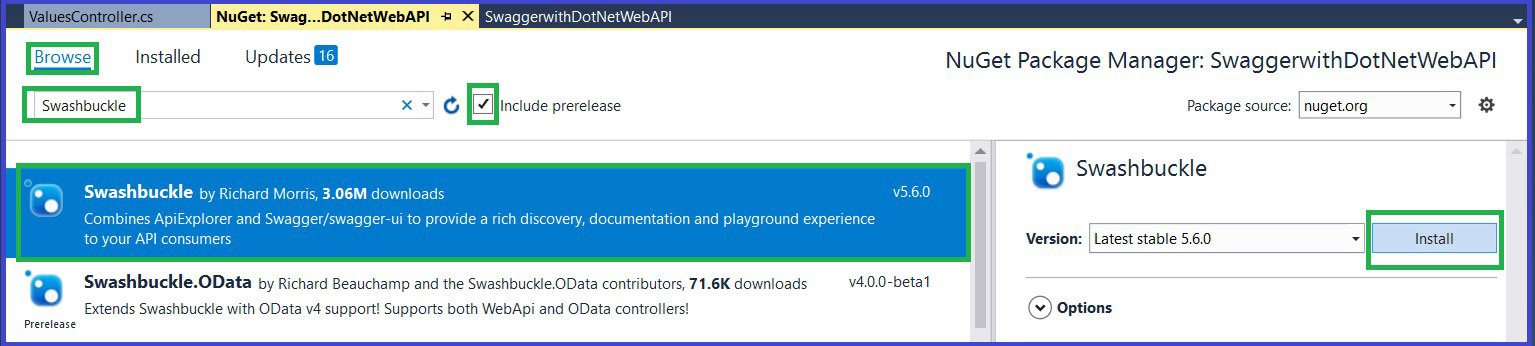 ValuesController.cs NuGet: Swag...DotNetWebAPI SwaggerwithDotNetWebAPI
Browse Installed Updates 16
NuGet Package Manager: SwaggerwithDotNetWebAPI
Swashbuckle Include prerelease
Package source: nuget.org
Swashbuckle by Richard Morris, 3.06M downloads v5.6.0
Combines ApiExplorer and Swagger/swagger-ui to provide a rich discovery, documentation and playground experience
to your API consumers
Swashbuckle.OData by Richard Beauchamp and the Swashbuckle.OData contributors, 71.6K downloads v4.0.0-beta1
Extends Swashbuckle with OData v4 support! Supports both WebApi and OData controllers!
Prerelease
Swashbuckle
Version: Latest stable 5.6.0 Install
Options